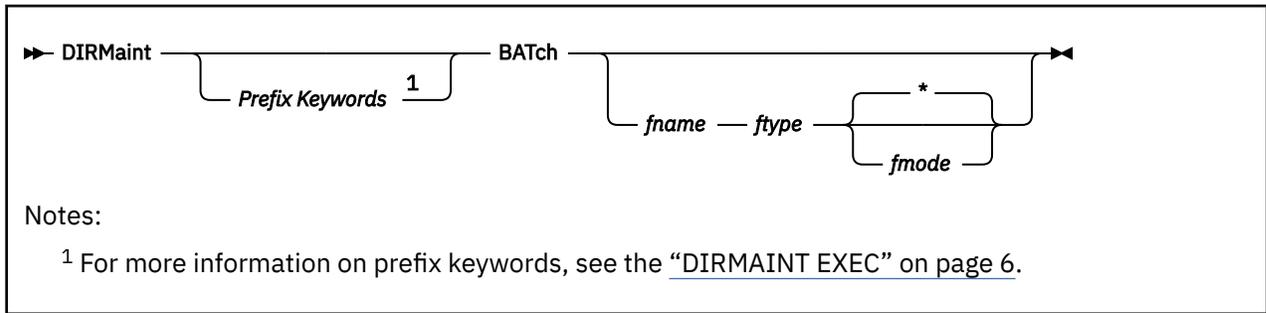 DIRMaint BATch
Prefix Keywords 1
*
fname ftype
fmode
Notes:
1 For more information on prefix keywords, see the “DIRMAINT EXEC” on page 6.